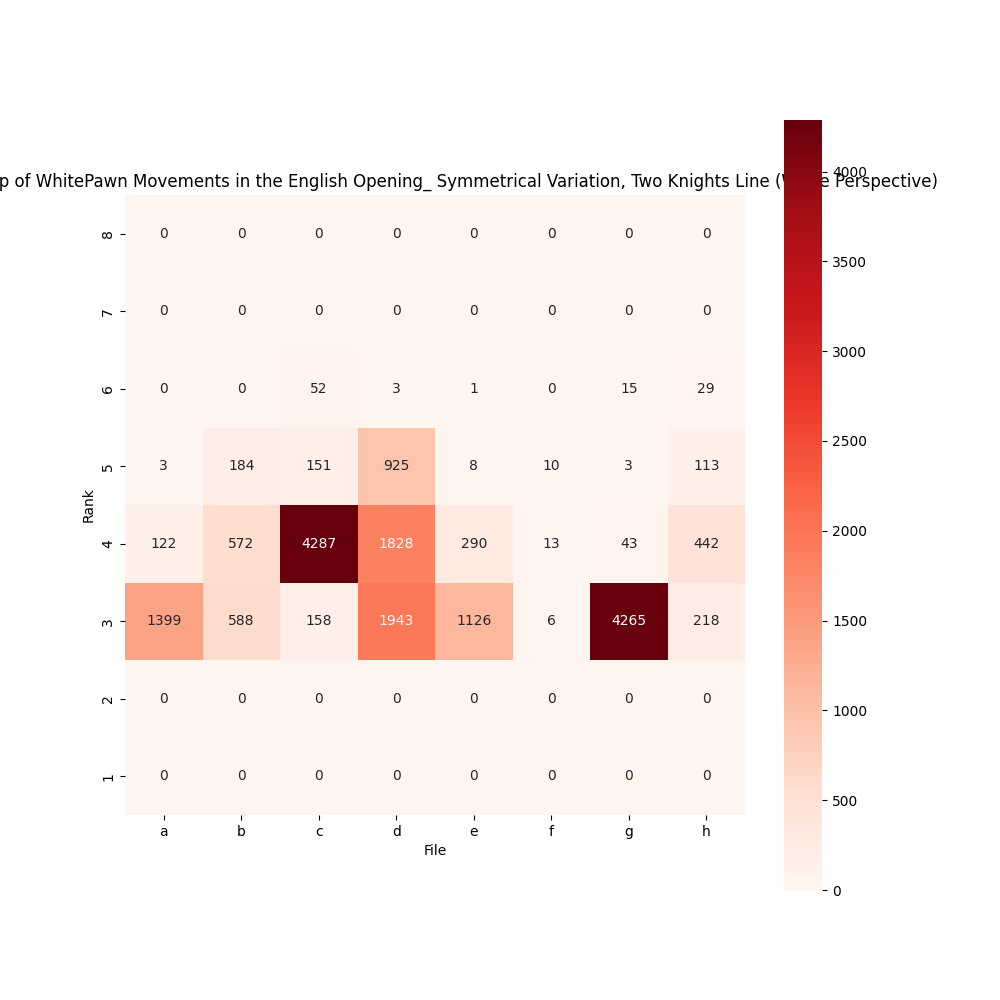 p of WhitePawn Movements in the English Opening_ Symmetrical Variation, Two Knights Line ( Perspective)
4000
8 0 0 0 0 0 0 0 0
3500
7 0 0 0 0 0 0 0 0
3000
6 0 0 52 3 1 0 15 29
2500
5 3 184 151 925 8 10 3 113
Rank
2000
4 122 572 4287 1828 290 13 43 442
1500
3 1399 588 158 1943 1126 6 4265 218
1000
2 0 0 0 0 0 0 0 0
500
1 0 0 0 0 0 0 0 0
0
a b c d e f g h
File